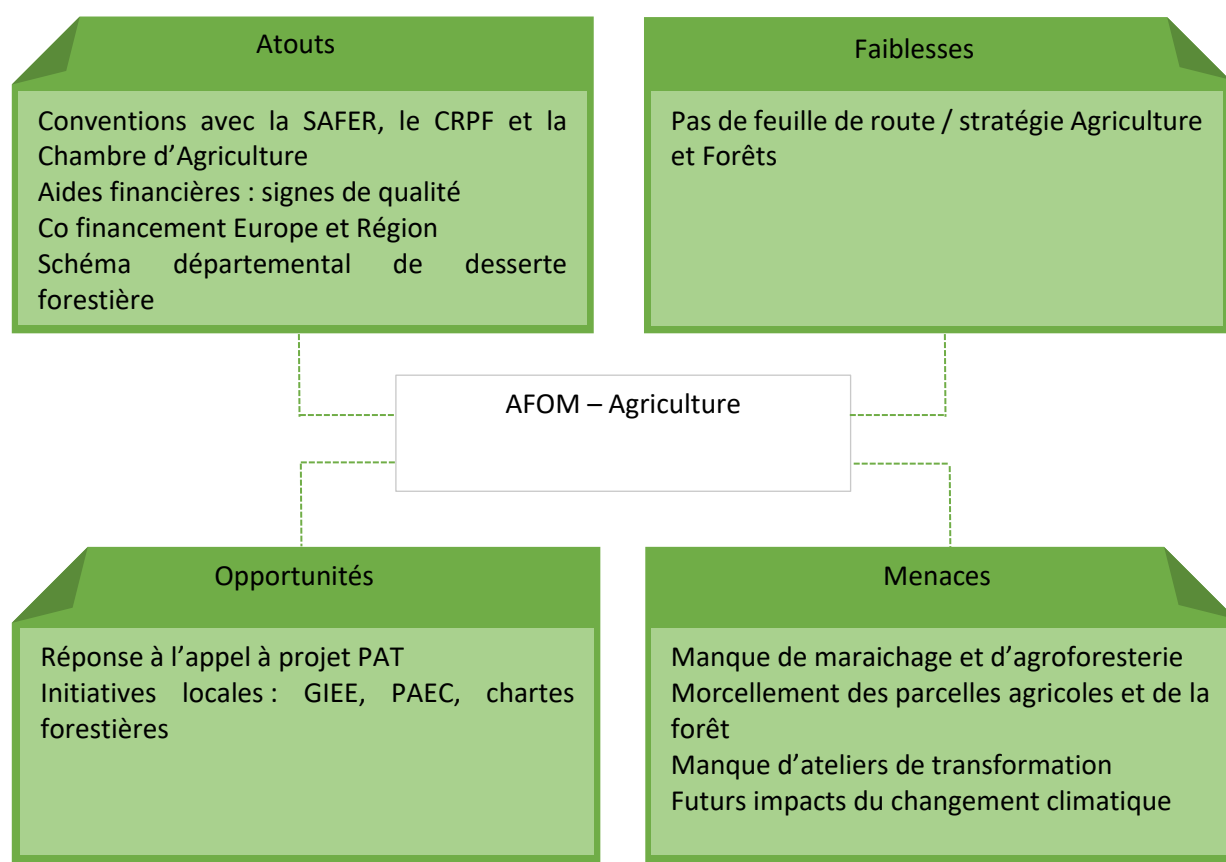 Atouts
Conventions avec la SAFER, le CRPF et la
Chambre d’Agriculture
Aides financières : signes de qualité
Co financement Europe et Région
Schéma départemental de desserte
forestière
Faiblesses
Pas de feuille de route / stratégie Agriculture
et Forêts
AFOM – Agriculture
Opportunités
Réponse à l’appel à projet PAT
Initiatives locales : GIEE, PAEC, chartes
forestières
Menaces
Manque de maraichage et d’agroforesterie
Morcellement des parcelles agricoles et de la
forêt
Manque d’ateliers de transformation
Futurs impacts du changement climatique